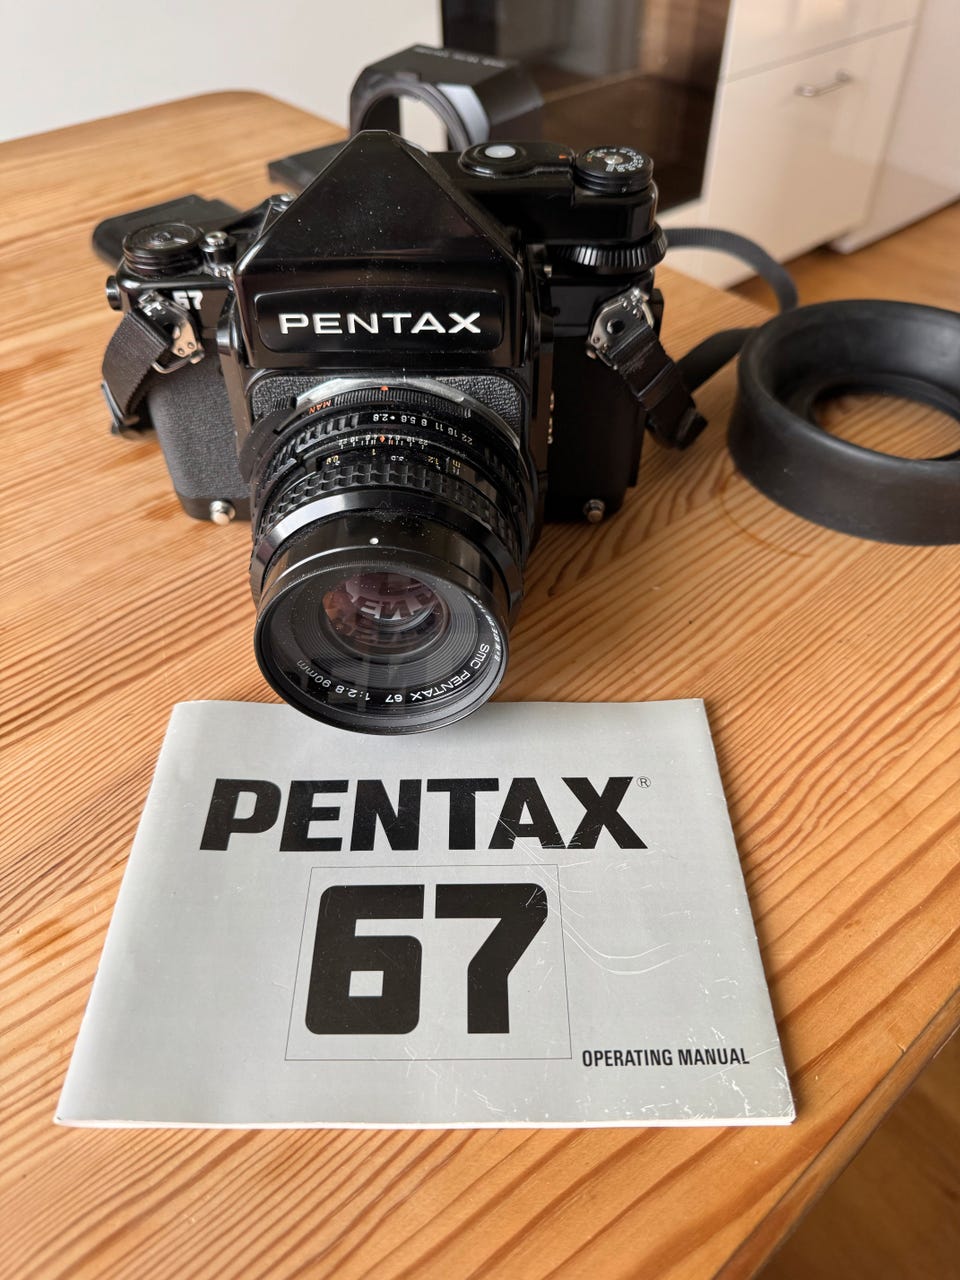 67
PENTAX
MAN
22 16 11 8 5.6 • 2.8
SMC PENTAX 67 1:2.8 90mm
PENTAX®
67
OPERATING MANUAL